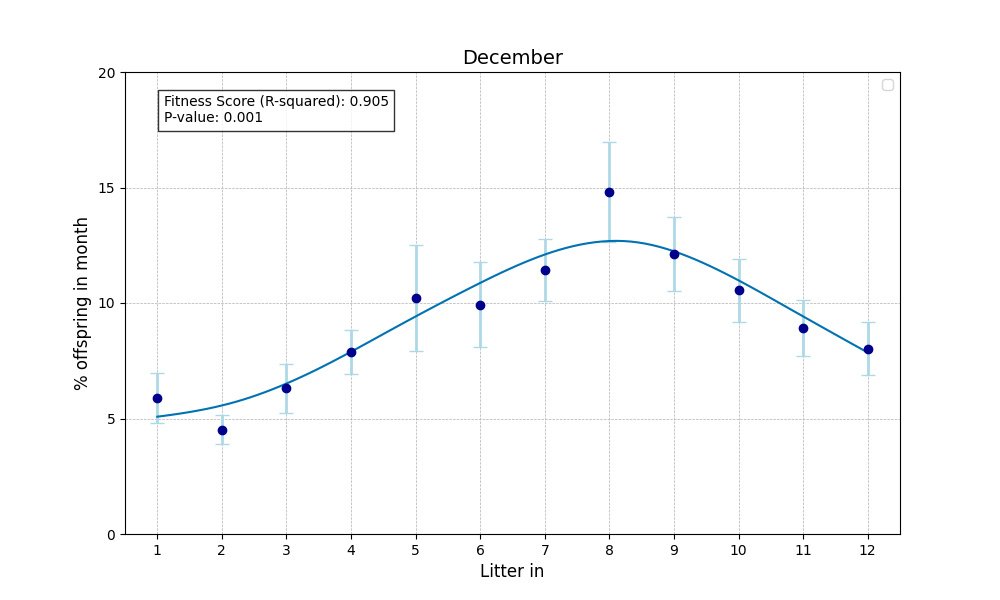 December
Fitness Score (R-squared): 0.905
P-value: 0.001
% offspring in month
20
15
10
5
0
1 2 3 4 5 6 7 8 9 10 11 12
Litter in